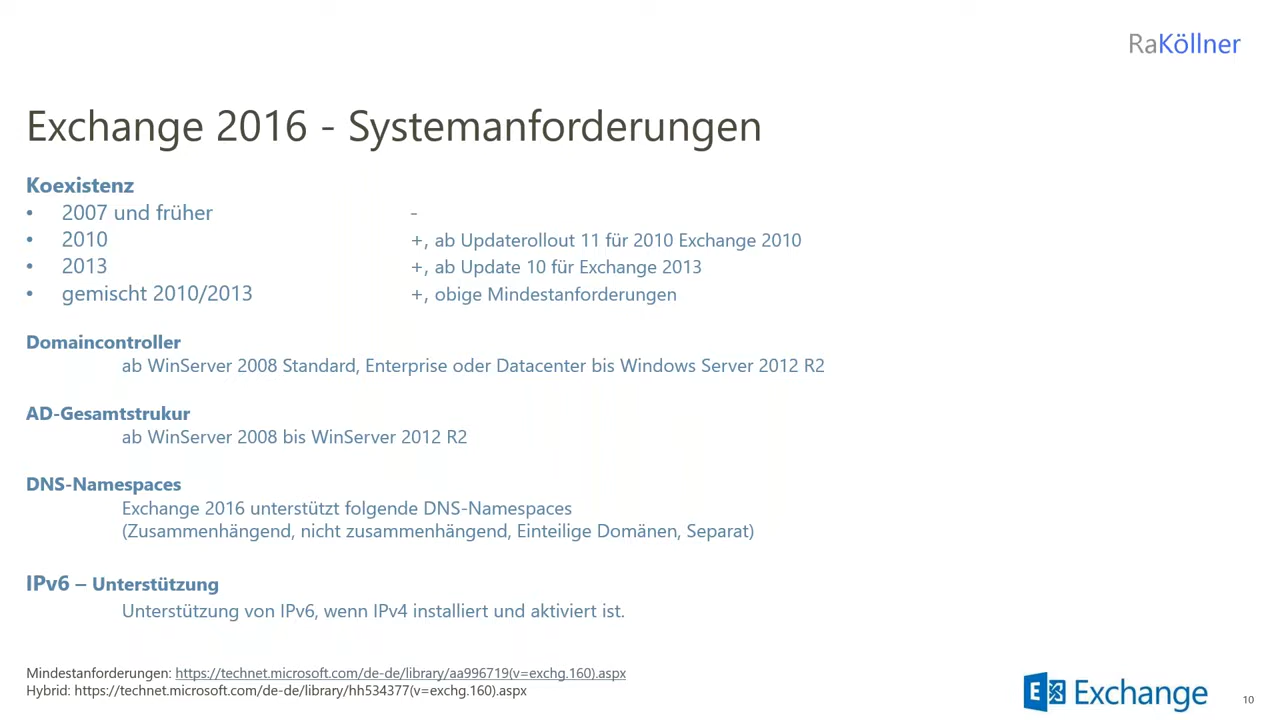 RaKöllner
Exchange 2016 - Systemanforderungen
Koexistenz
• 2007 und früher -
• 2010 +, ab Updaterollout 11 für 2010 Exchange 2010
• 2013 +, ab Update 10 für Exchange 2013
• gemischt 2010/2013 +, obige Mindestanforderungen
Domaincontroller
ab WinServer 2008 Standard, Enterprise oder Datacenter bis Windows Server 2012 R2
AD-Gesamtstrukur
ab WinServer 2008 bis WinServer 2012 R2
DNS-Namespaces
Exchange 2016 unterstützt folgende DNS-Namespaces
(Zusammenhängend, nicht zusammenhängend, Einteilige Domänen, Separat)
IPv6 – Unterstützung
Unterstützung von IPv6, wenn IPv4 installiert und aktiviert ist.
Mindestanforderungen: https://technet.microsoft.com/de-de/library/aa996719(v=exchg.160).aspx
Hybrid: https://technet.microsoft.com/de-de/library/hh534377(v=exchg.160).aspx
Exchange
10